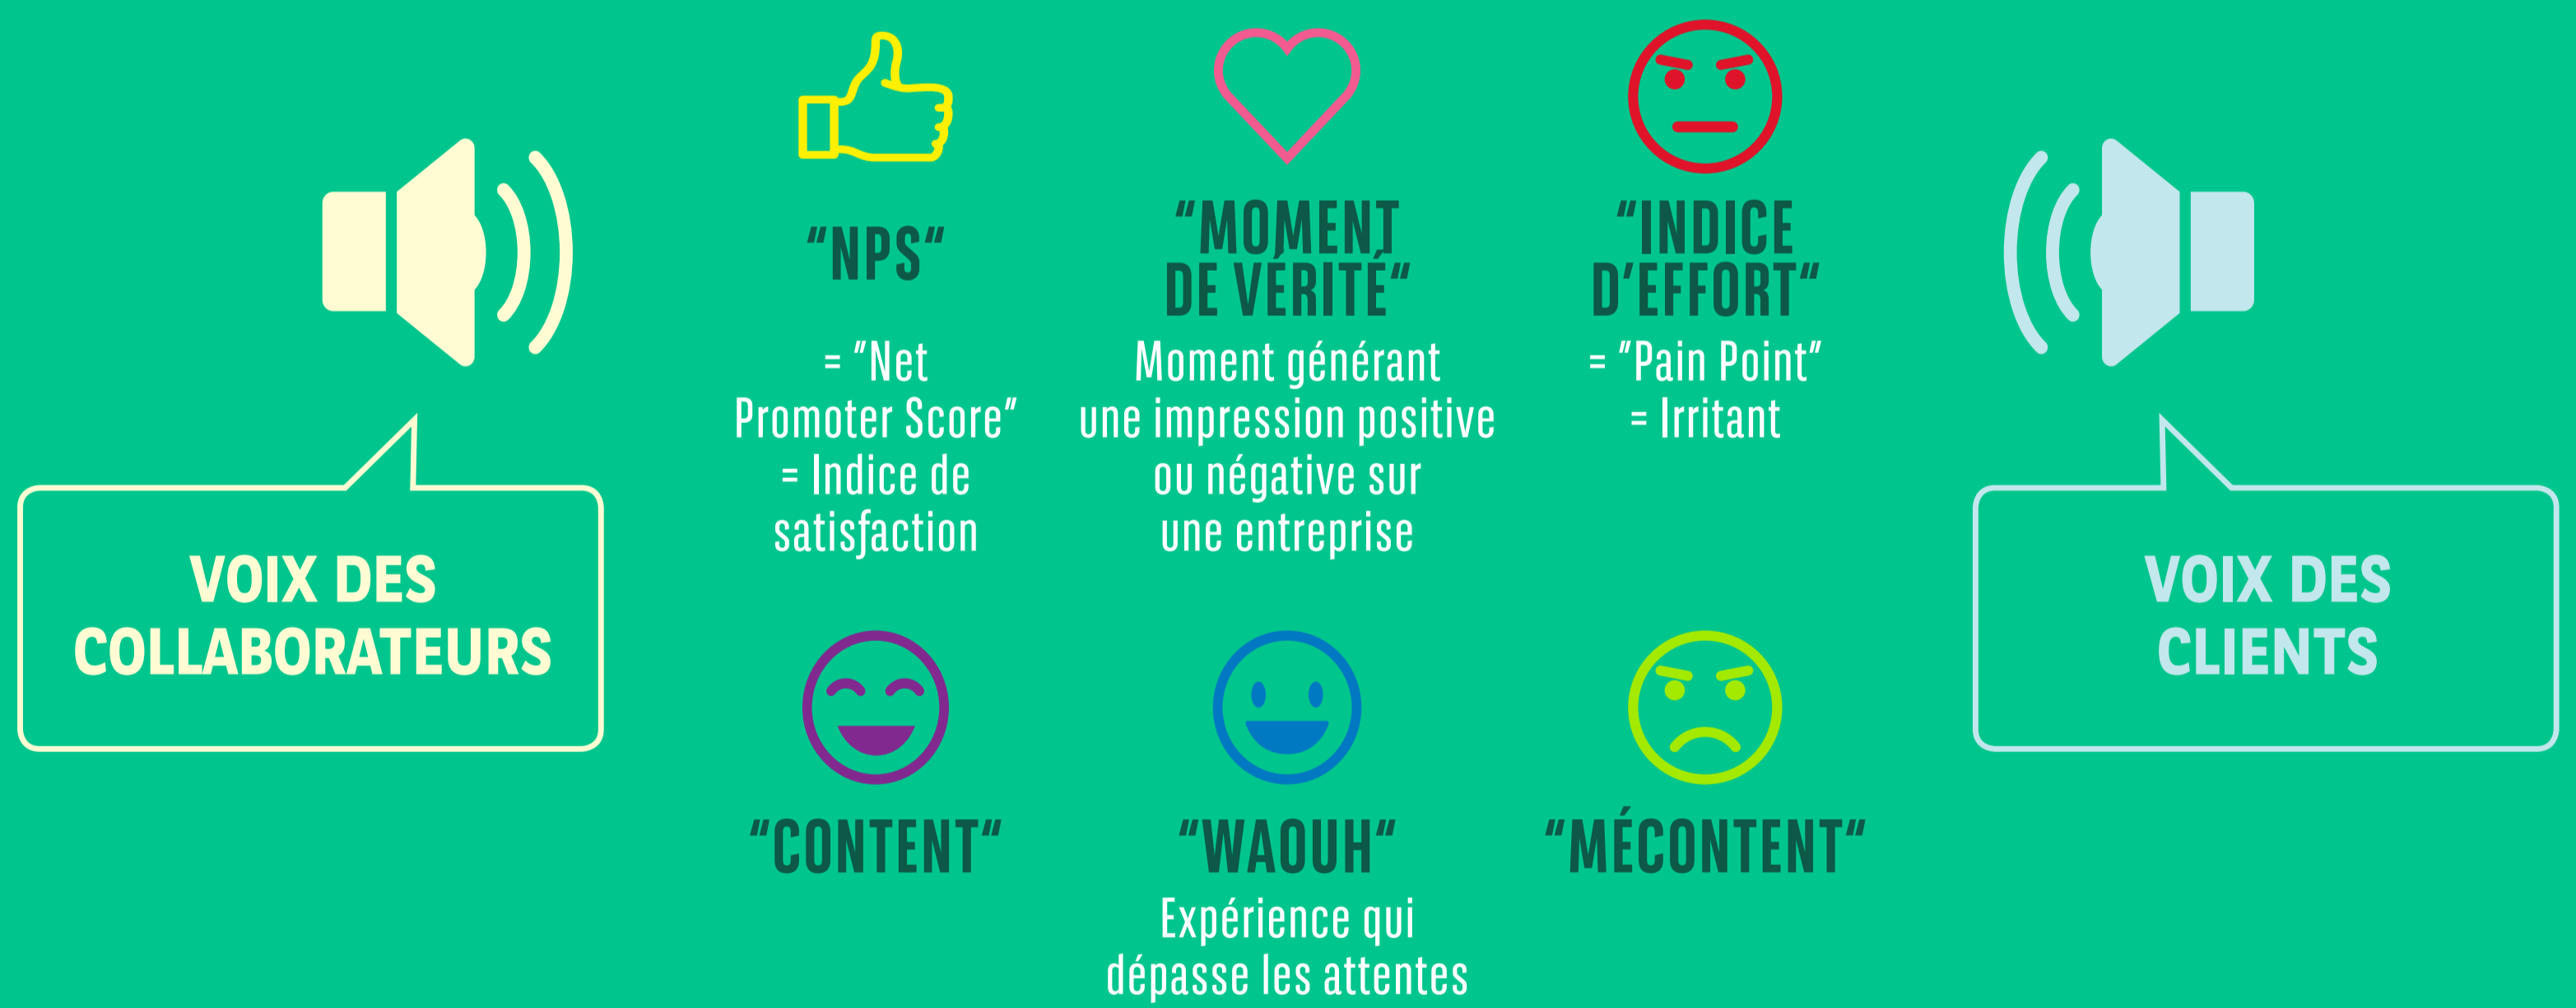 "NPS"
= "Net
Promoter Score"
= Indice de
satisfaction
"MOMENT
DE VÉRITÉ"
Moment générant
une impression positive
ou négative sur
une entreprise
"INDICE
D'EFFORT"
= "Pain Point"
= Irritant
VOIX DES
COLLABORATEURS
VOIX DES
CLIENTS
"CONTENT"
"WAOUH"
Expérience qui
dépasse les attentes
"MÉCONTENT"